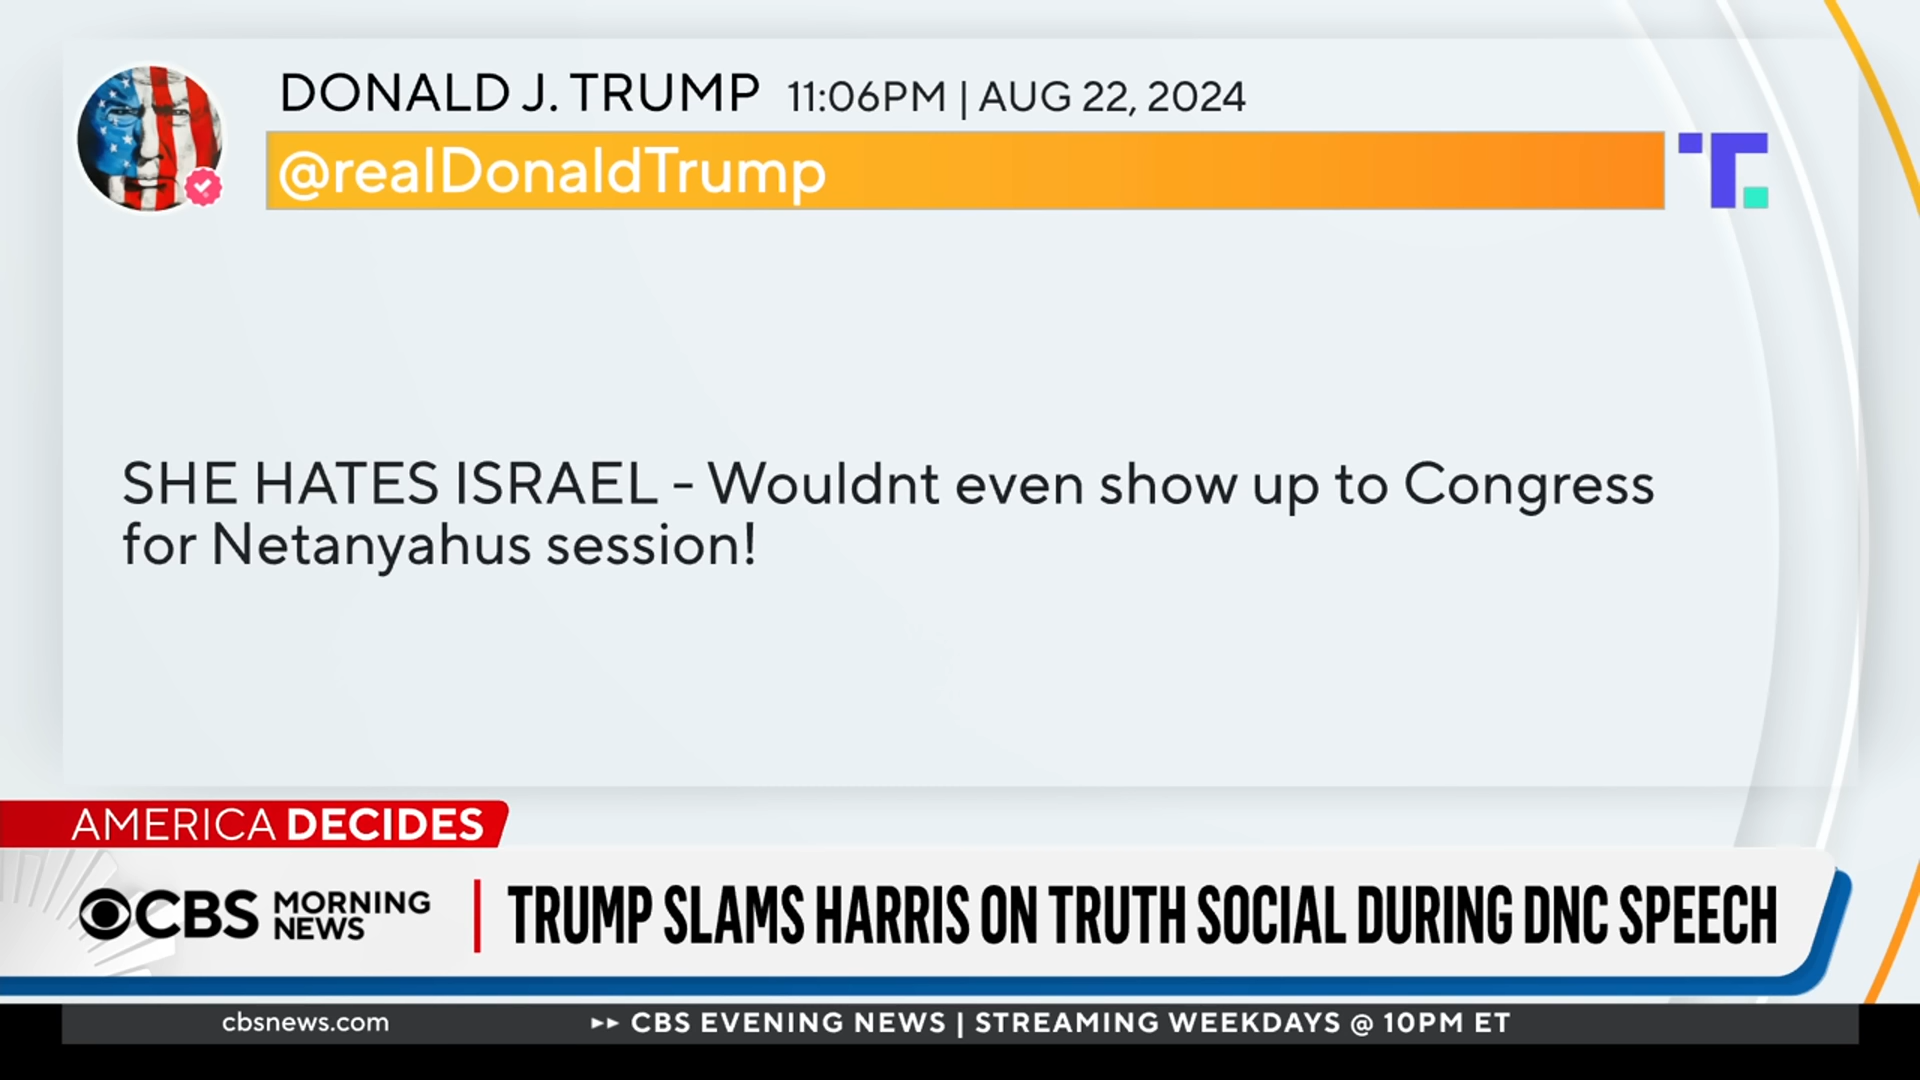 DONALD J. TRUMP 11:06PM | AUG 22, 2024
@realDonaldTrump
T.
SHE HATES ISRAEL - Wouldnt even show up to Congress
for Netanyahus session!
AMERICA DECIDES
CBS MORNING NEWS
TRUMP SLAMS HARRIS ON TRUTH SOCIAL DURING DNC SPEECH
cbsnews.com
CBS EVENING NEWS | STREAMING WEEKDAYS @ 10PM ET